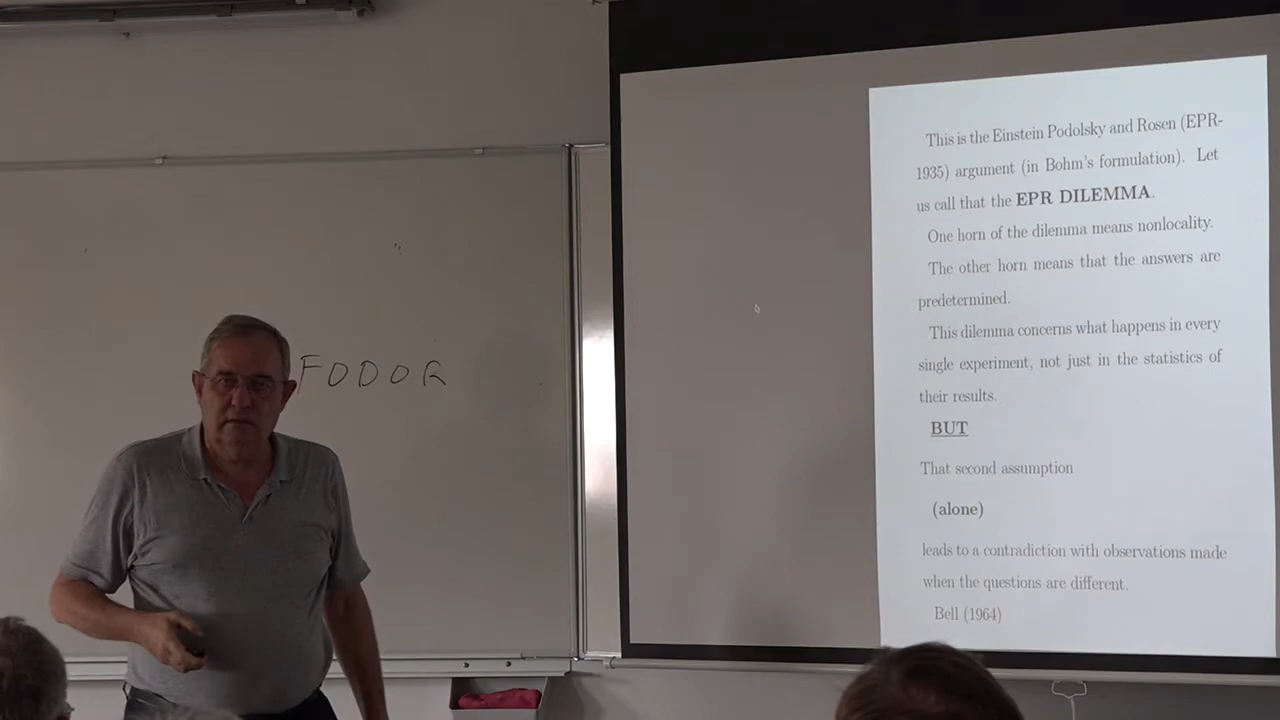 FODOR
This is the Einstein Podolsky and Rosen (EPR-
1935) argument (in Bohm's formulation). Let
us call that the EPR DILEMMA.
One horn of the dilemma means nonlocality.
The other horn means that the answers are
predetermined.
This dilemma concerns what happens in every
single experiment, not just in the statistics of
their results.
BUT
That second assumption
(alone)
leads to a contradiction with observations made
when the questions are different.
Bell (1964)